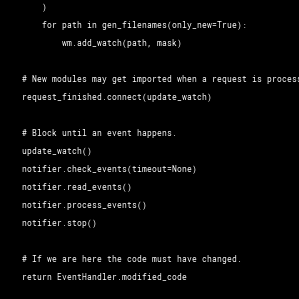 )
for path in gen_filenames(only_new=True):
wm.add_watch(path, mask)
# New modules may get imported when a request is
request_finished.connect(update_watch)
# Block until an event happens.
update_watch()
notifier.check_events(timeout=None)
notifier.read_events()
notifier.process_events()
notifier.stop()
# If we are here the code must have changed.
return EventHandler.modified_code